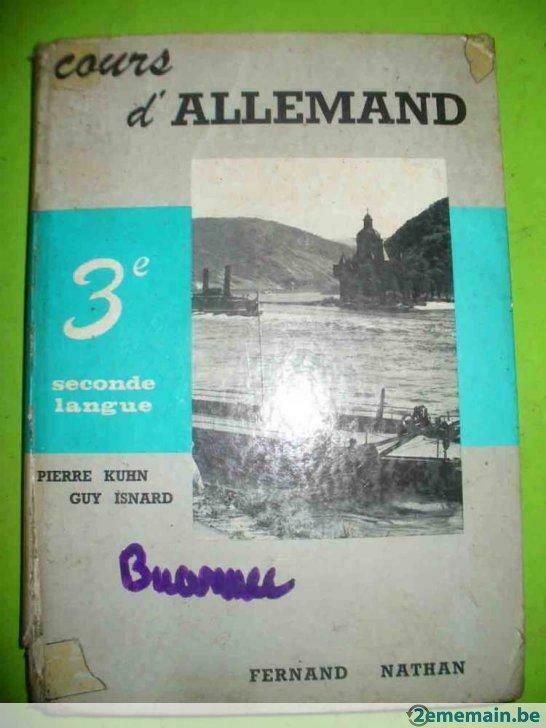 cours
d'ALLEMAND
3e
seconde
langue
PIERRE KUHN
GUY ISNARD
FERNAND NATHAN
2ememain.be